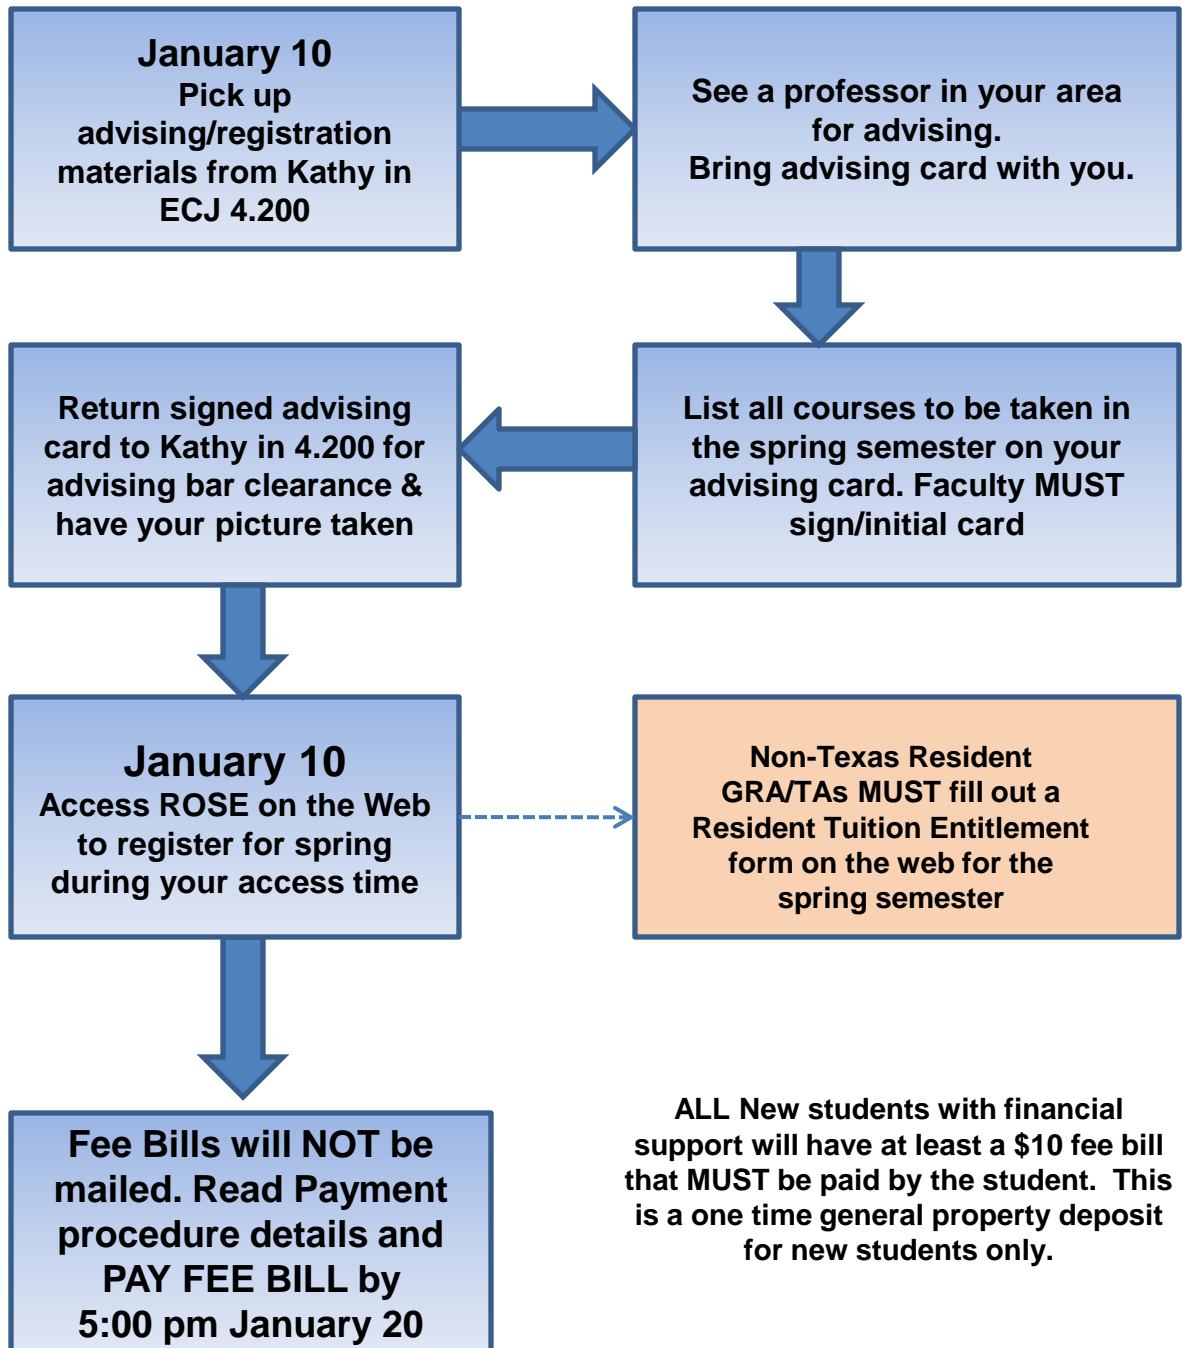 January 10
Pick up
advising/registration
materials from Kathy in
ECJ 4.200
See a professor in your area
for advising.
Bring advising card with you.
List all courses to be taken in
the spring semester on your
advising card. Faculty MUST
sign/initial card
Return signed advising
card to Kathy in 4.200 for
advising bar clearance &
have your picture taken
January 10
Access ROSE on the Web
to register for spring
during your access time
Non-Texas Resident
GRA/TAs MUST fill out a
Resident Tuition Entitlement
form on the web for the
spring semester
Fee Bills will NOT be
mailed. Read Payment
procedure details and
PAY FEE BILL by
5:00 pm January 20
ALL New students with financial
support will have at least a $10 fee bill
that MUST be paid by the student.  This
is a one time general property deposit
for new students only.